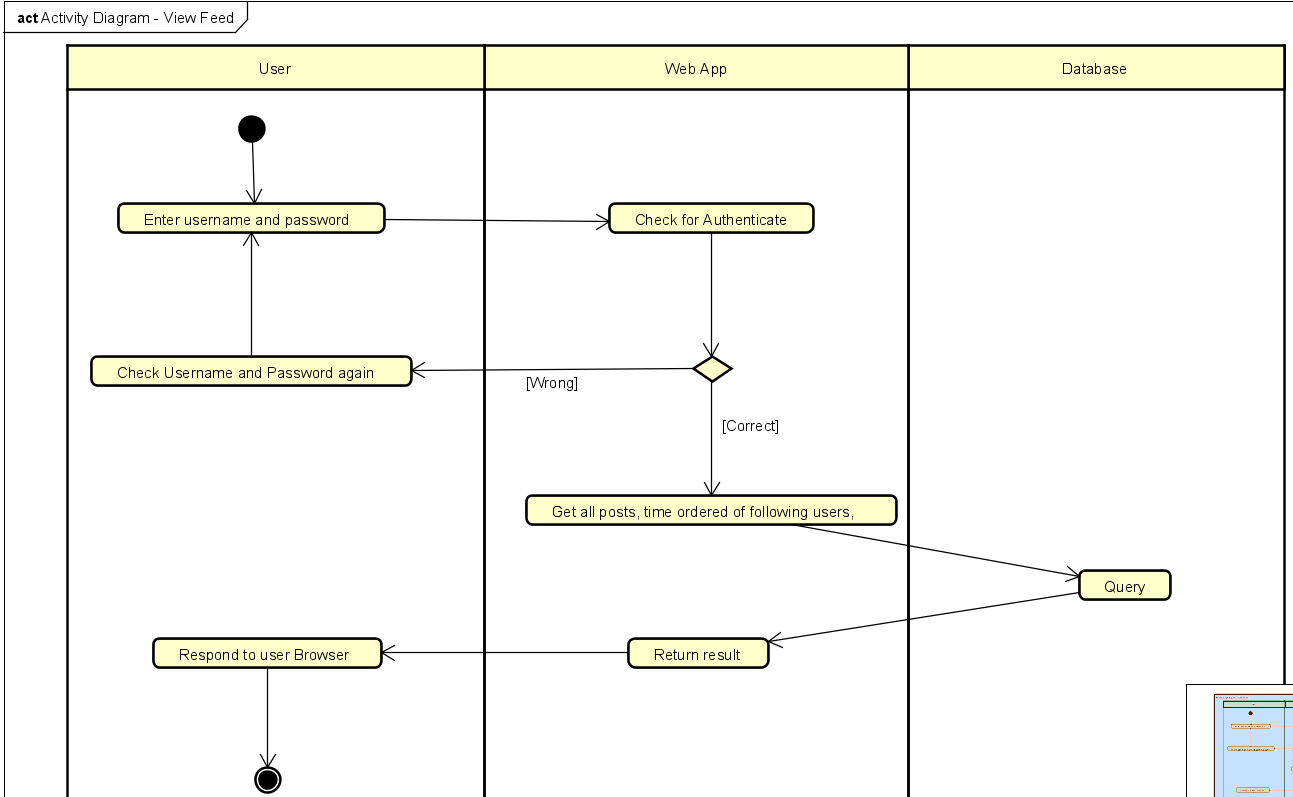 act Activity Diagram - View Feed
User
Web App
Database
Enter username and password
Check for Authenticate
Check Username and Password again
[Wrong]
[Correct]
Get all posts, time ordered of following users,
Query
Respond to user Browser
Return result